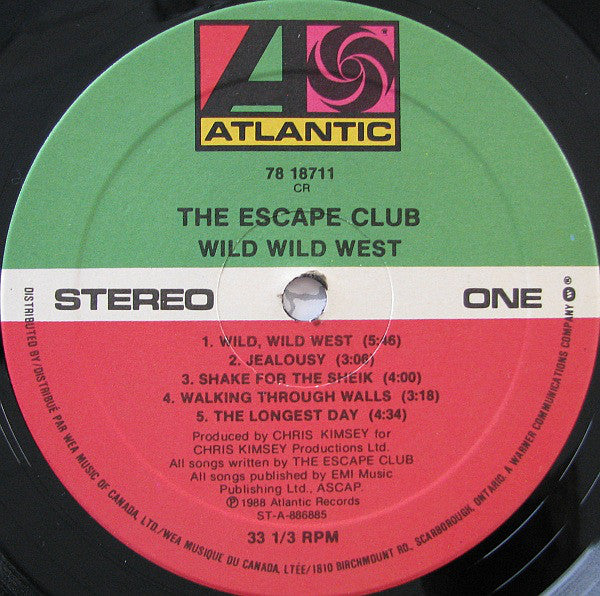 ATLANTIC
78 18711
CR
THE ESCAPE CLUB
WILD WILD WEST
STEREO
ONE
1. WILD, WILD WEST (5:46)
2. JEALOUSY (3:06)
3. SHAKE FOR THE SHEIK (4:00)
4. WALKING THROUGH WALLS (3:18)
5. THE LONGEST DAY (4:34)
Produced by CHRIS KIMSEY for
CHRIS KIMSEY Productions Ltd.
All songs written by THE ESCAPE CLUB
All songs published by EMI Music
Publishing Ltd., ASCAP.
Ⓟ1988 Atlantic Records
ST-A-886885
33 1/3 RPM
DISTRIBUTED BY/DISTRIBUÉ PAR WEA MUSIC OF CANADA, LTD./WEA MUSIQUE DU CANADA, LTÉE/1810 BIRCHMOUNT RD., SCARBOROUGH, ONTARIO. A WARNER COMMUNICATIONS COMPANY ®